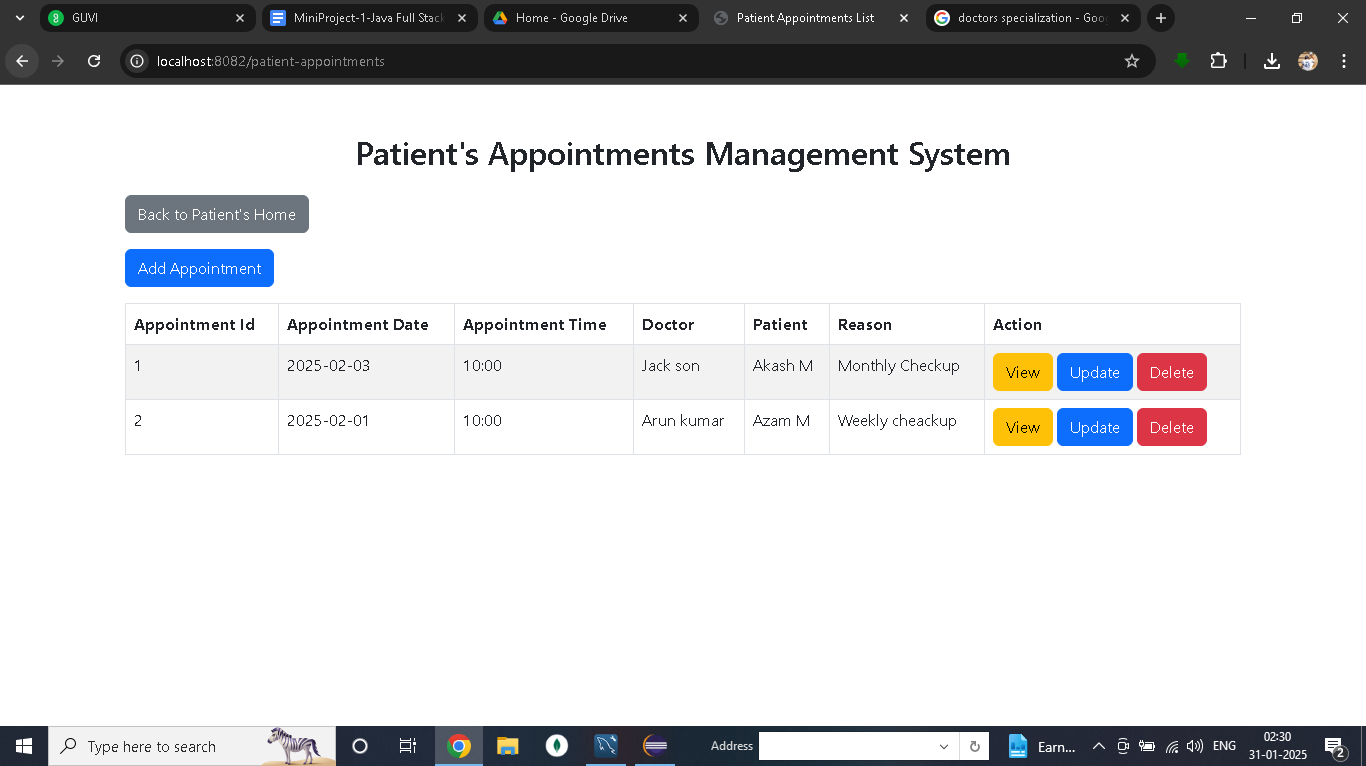 GUVI
MiniProject-1-Java Full Stack
Home - Google Drive
Patient Appointments List
doctors specialization - Goo
localhost:8082/patient-appointments
Patient's Appointments Management System
Back to Patient's Home
Add Appointment
Appointment Id Appointment Date Appointment Time Doctor Patient Reason Action
1 2025-02-03 10:00 Jack son Akash M Monthly Checkup View Update Delete
2 2025-02-01 10:00 Arun kumar Azam M Weekly cheackup View Update Delete
Type here to search
Address
Earn...
ENG
02:30
31-01-2025
2